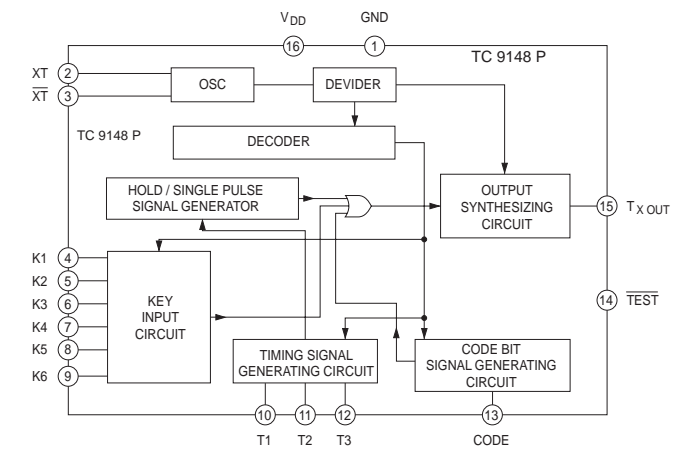 VDD GND
16 1
TC 9148 P
XT 2
XT 3
OSC
DEVIDER
TC 9148 P
DECODER
HOLD / SINGLE PULSE
SIGNAL GENERATOR
OUTPUT
SYNTHESIZING
CIRCUIT
15 TX OUT
K1 4
K2 5
K3 6
K4 7
K5 8
K6 9
KEY
INPUT
CIRCUIT
14 TEST
TIMING SIGNAL
GENERATING CIRCUIT
CODE BIT
SIGNAL GENERATING
CIRCUIT
10 11 12 13
T1 T2 T3 CODE